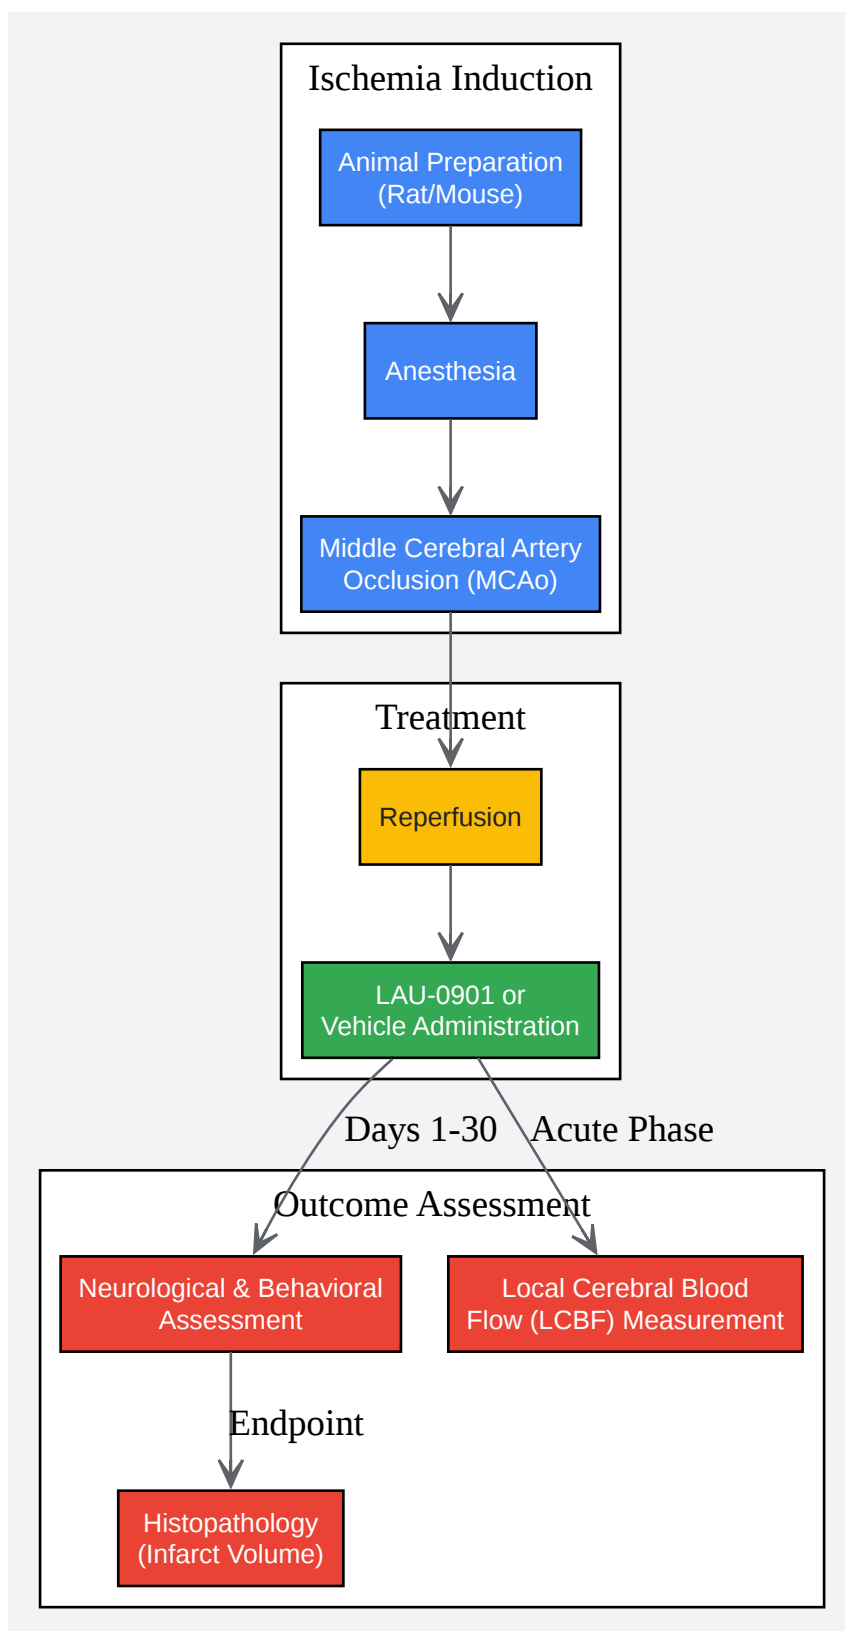 Ischemia Induction
Animal Preparation
(Rat/Mouse)
Anesthesia
Middle Cerebral Artery
Occlusion (MCAo)
Treatment
Reperfusion
LAU-0901 or
Vehicle Administration
Days 1-30
Acute Phase
Outcome Assessment
Neurological & Behavioral
Assessment
Local Cerebral Blood
Flow (LCBF) Measurement
Endpoint
Histopathology
(Infarct Volume)